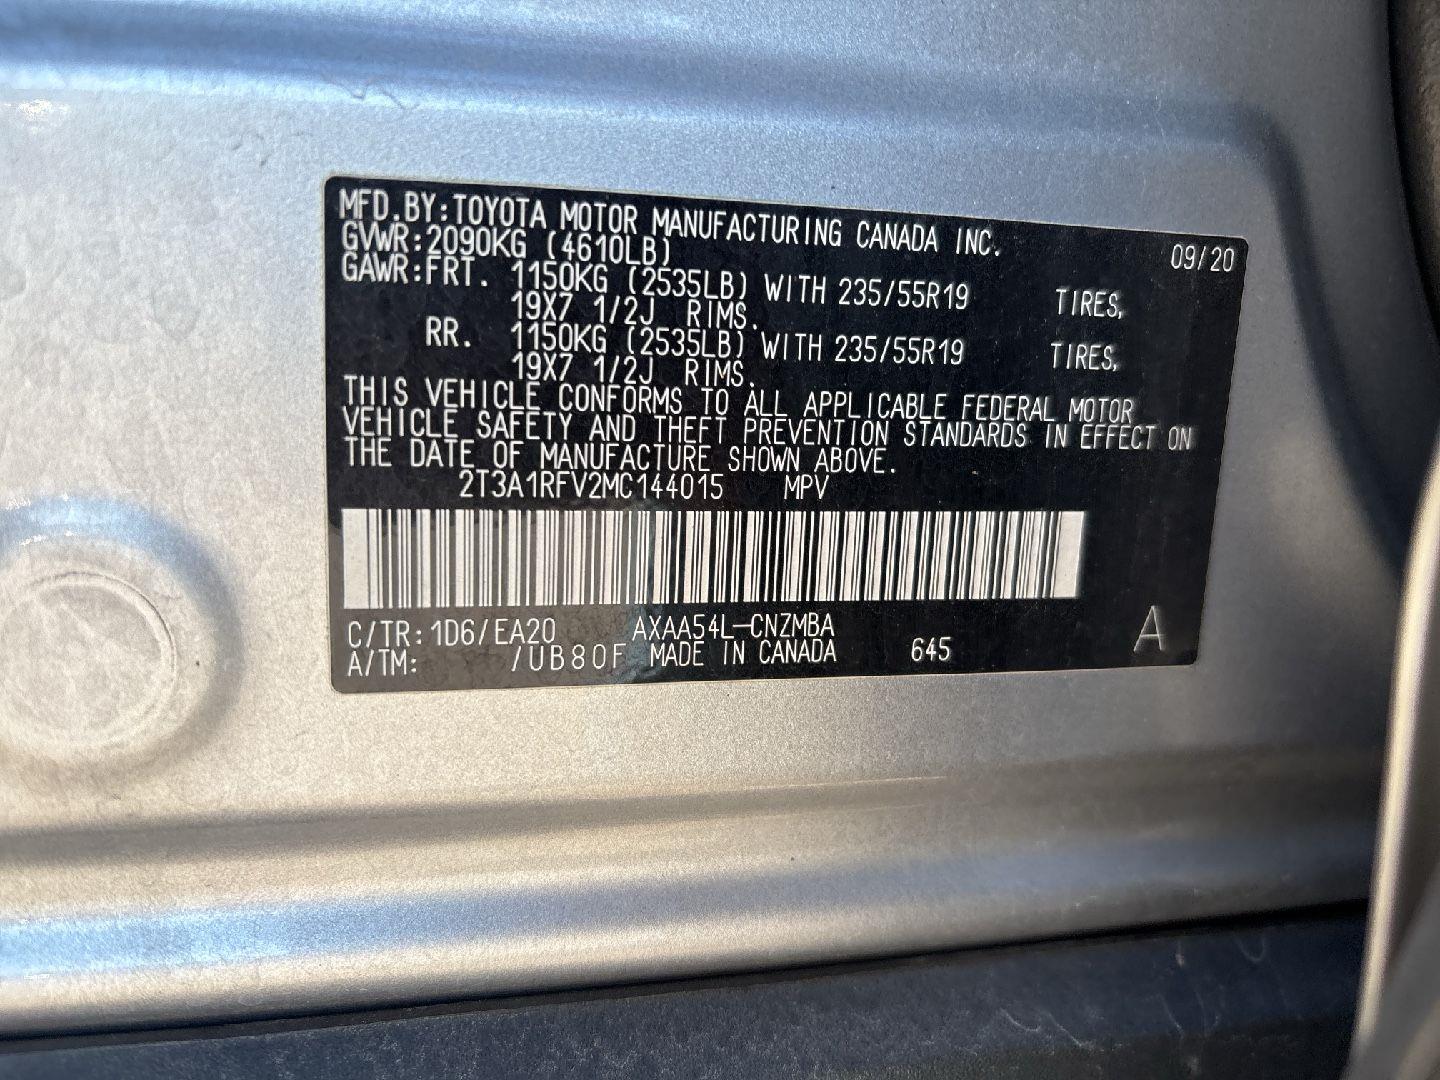 MFD.BY:TOYOTA MOTOR MANUFACTURING CANADA INC.
GVWR:2090KG (4610LB) 09/20
GAWR:FRT. 1150KG (2535LB) WITH 235/55R19 TIRES,
19X7 1/2J RIMS.
RR. 1150KG (2535LB) WITH 235/55R19 TIRES,
19X7 1/2J RIMS.
THIS VEHICLE CONFORMS TO ALL APPLICABLE FEDERAL MOTOR
VEHICLE SAFETY AND THEFT PREVENTION STANDARDS IN EFFECT ON
THE DATE OF MANUFACTURE SHOWN ABOVE.
2T3A1RFV2MC144015 MPV
C/TR:1D6/EA20 AXAA54L-CNZMBA A
A/TM: /UB80F MADE IN CANADA 645